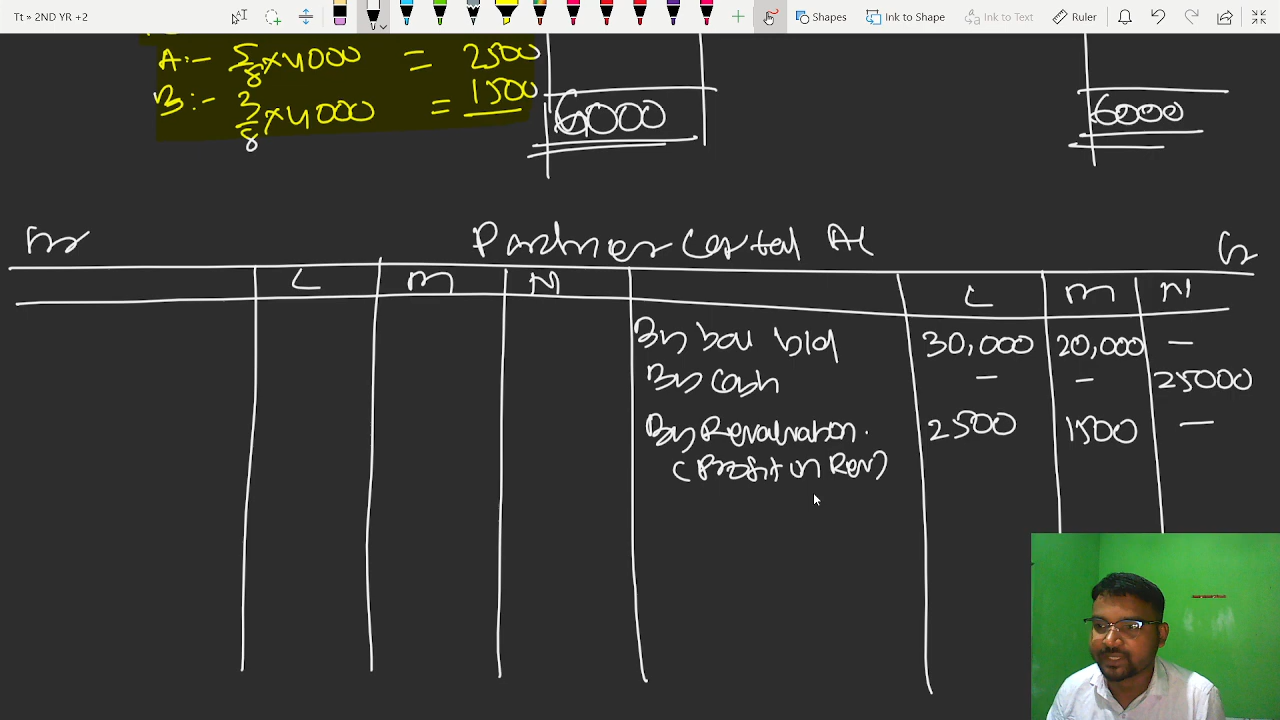 Tt » 2ND YR +2
Shapes Ink to Shape Ink to Text Ruler
A:- 5/8 x 4000 = 2500
B:- 3/8 x 4000 = 1500
6000 6000
Dr Partner Capital A/c Cr
L M N L M N
By bal b/d 30,000 20,000 —
By Cash — — 25000
By Revaluation. 2500 1500 —
(Profit on Rev)